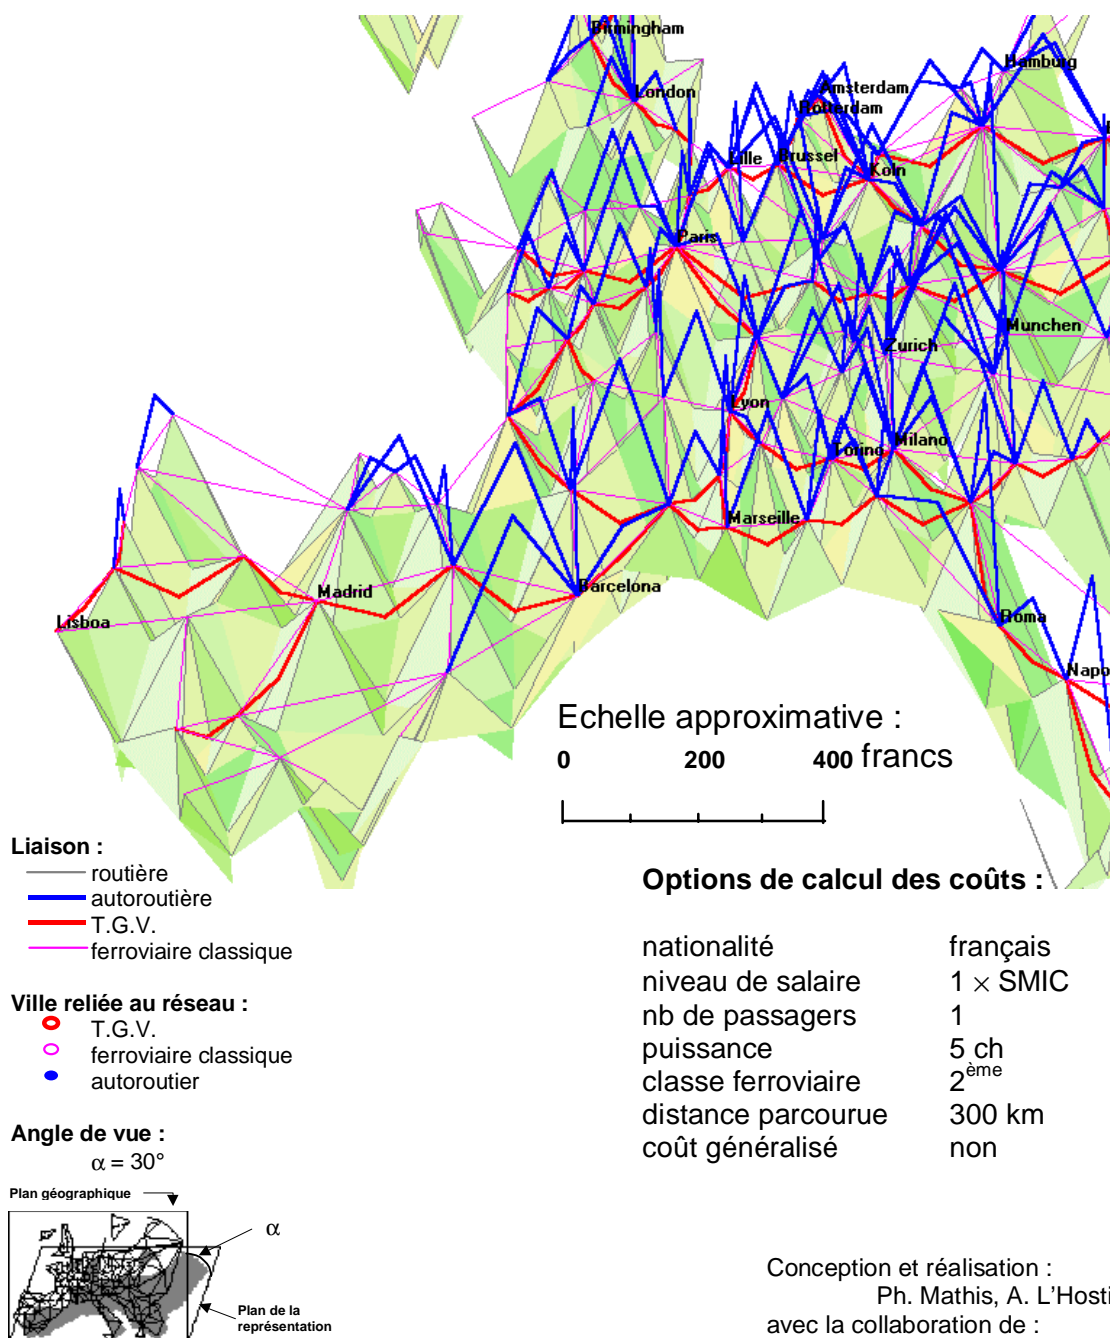 Birmingham
Hamburg
London
Amsterdam
Rotterdam
Lille
Brussel
Koln
Paris
Munchen
Zurich
Lyon
Milano
Torino
Marseille
Madrid
Barcelona
Lisboa
Roma
Napo
Echelle approximative :
0 200 400 francs
Liaison :
routière
autoroutière
T.G.V.
ferroviaire classique
Ville reliée au réseau :
T.G.V.
ferroviaire classique
autoroutier
Angle de vue :
α = 30°
Plan géographique
α
Plan de la
représentation
Options de calcul des coûts :
nationalité français
niveau de salaire 1 × SMIC
nb de passagers 1
puissance 5 ch
classe ferroviaire 2ème
distance parcourue 300 km
coût généralisé non
Conception et réalisation :
Ph. Mathis, A. L'Hosti
avec la collaboration de :